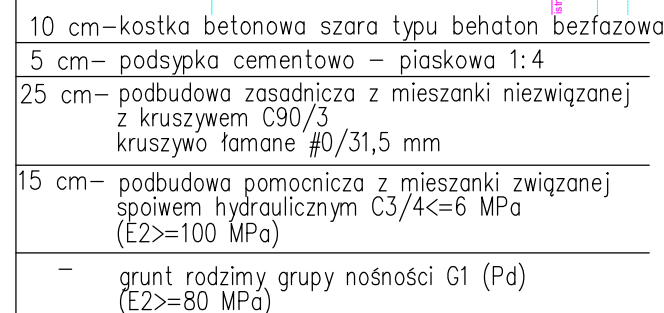 10 cm–kostka betonowa szara typu behaton bezfazowa
5 cm– podsypka cementowo – piaskowa 1:4
25 cm– podbudowa zasadnicza z mieszanki niezwiązanej
z kruszywem C90/3
kruszywo łamane #0/31,5 mm
15 cm– podbudowa pomocnicza z mieszanki związanej
spoiwem hydraulicznym C3/4<=6 MPa
(E2>=100 MPa)
– grunt rodzimy grupy nośności G1 (Pd)
(E2>=80 MPa)